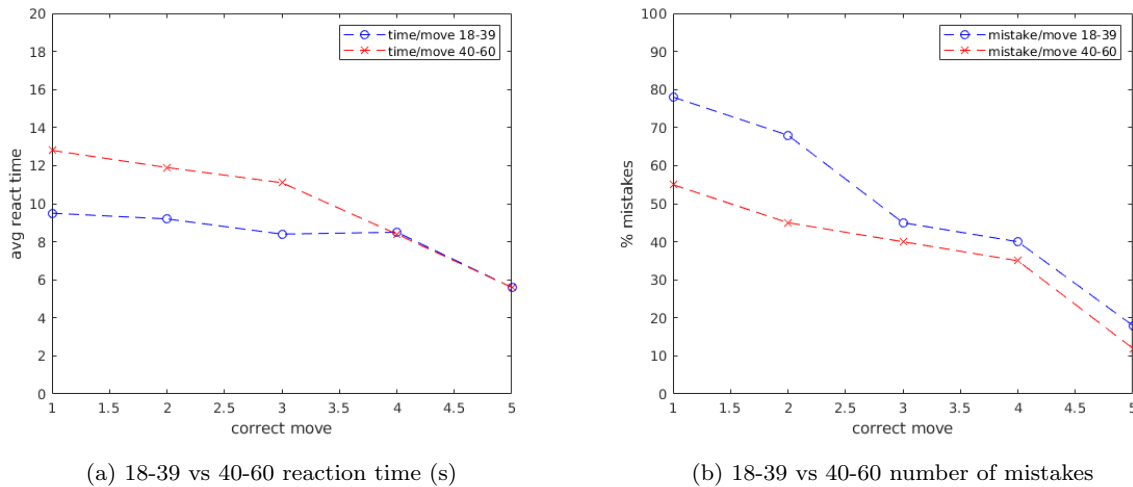 20
18
16
14
12
10
8
6
4
2
0
avg react time
time/move 18-39
time/move 40-60
1 1.5 2 2.5 3 3.5 4 4.5 5
correct move
(a) 18-39 vs 40-60 reaction time (s)
100
90
80
70
60
50
40
30
20
10
0
% mistakes
mistake/move 18-39
mistake/move 40-60
1 1.5 2 2.5 3 3.5 4 4.5 5
correct move
(b) 18-39 vs 40-60 number of mistakes